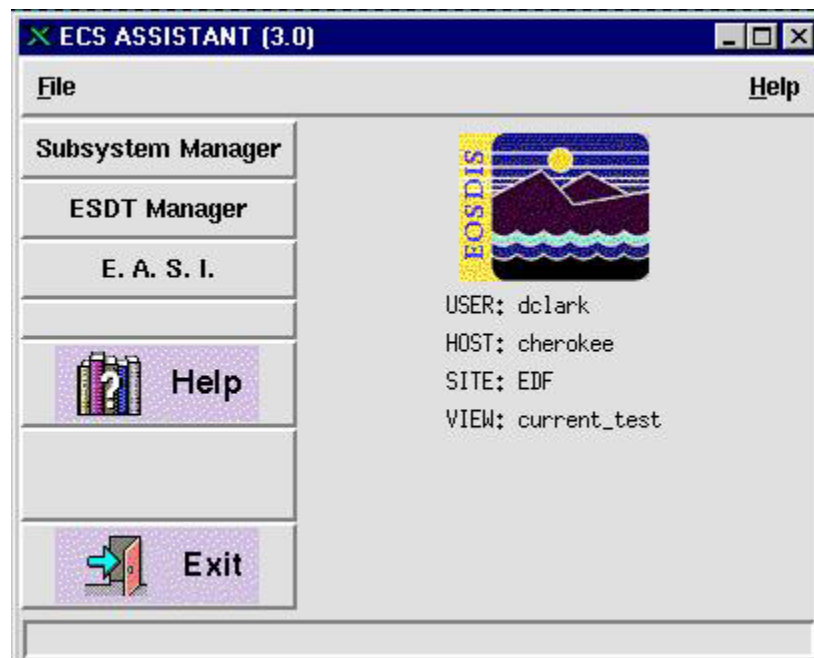 ECS ASSISTANT (3.0)
File Help
Subsystem Manager
ESDT Manager
E. A. S. I.
? Help
Exit
EOSDIS
USER: dclark
HOST: cherokee
SITE: EDF
VIEW: current_test